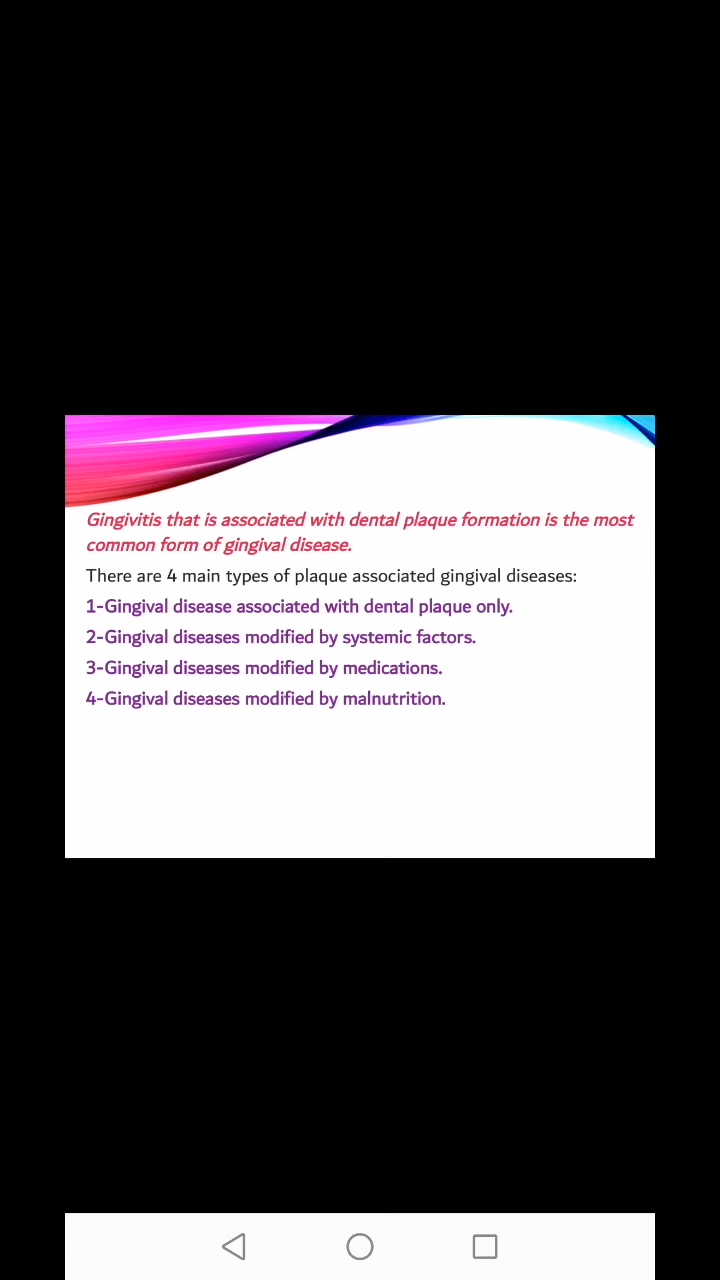 Gingivitis that is associated with dental plaque formation is the most
common form of gingival disease.
There are 4 main types of plaque associated gingival diseases:
1-Gingival disease associated with dental plaque only.
2-Gingival diseases modified by systemic factors.
3-Gingival diseases modified by medications.
4-Gingival diseases modified by malnutrition.